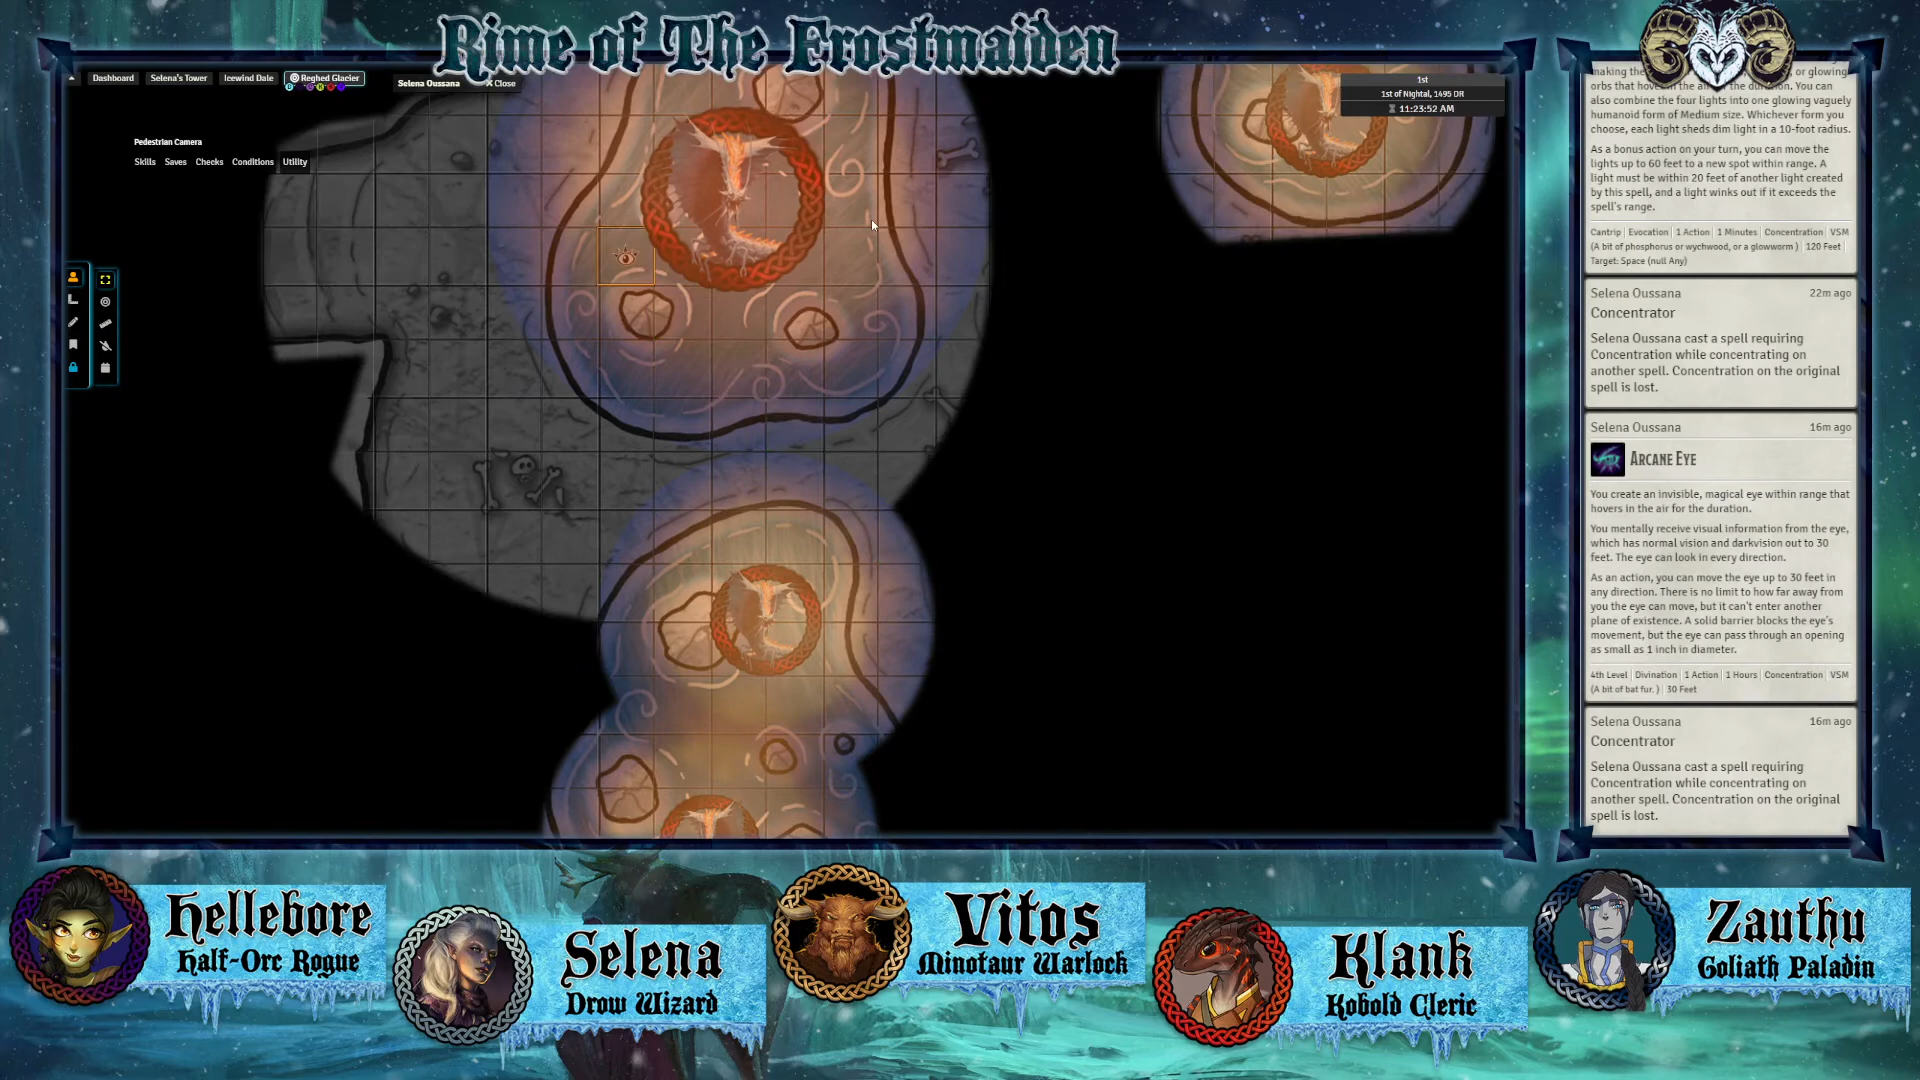 Rime of The Frostmaiden
Dashboard
Selena's Tower
Icewind Dale
Reghed Glacier
Selena Oussana
Close
1st
1st of Nightal, 1495 DR
11:23:52 AM
Pedestrian Camera
Skills Saves Checks Conditions Utility
making the
or glowing
orbs that hover in the air for the duration. You can
also combine the four lights into one glowing vaguely
humanoid form of Medium size. Whichever form you
choose, each light sheds dim light in a 10-foot radius.
As a bonus action on your turn, you can move the
lights up to 60 feet to a new spot within range. A
light must be within 20 feet of another light created
by this spell, and a light winks out if it exceeds the
spell's range.
Cantrip | Evocation | 1 Action | 1 Minutes | Concentration | VSM
(A bit of phosphorus or wychwood, or a glowworm ) | 120 Feet |
Target: Space (null Any)
Selena Oussana 22m ago
Concentrator
Selena Oussana cast a spell requiring
Concentration while concentrating on
another spell. Concentration on the original
spell is lost.
Selena Oussana 16m ago
Arcane Eye
You create an invisible, magical eye within range that
hovers in the air for the duration.
You mentally receive visual information from the eye,
which has normal vision and darkvision out to 30
feet. The eye can look in every direction.
As an action, you can move the eye up to 30 feet in
any direction. There is no limit to how far away from
you the eye can move, but it can't enter another
plane of existence. A solid barrier blocks the eye's
movement, but the eye can pass through an opening
as small as 1 inch in diameter.
4th Level | Divination | 1 Action | 1 Hours | Concentration | VSM
(A bit of bat fur. ) | 30 Feet
Selena Oussana 16m ago
Concentrator
Selena Oussana cast a spell requiring
Concentration while concentrating on
another spell. Concentration on the original
spell is lost.
Hellebore
Half-Orc Rogue
Selena
Drow Wizard
Vitos
Minotaur Warlock
Klank
Kobold Cleric
Zauthu
Goliath Paladin